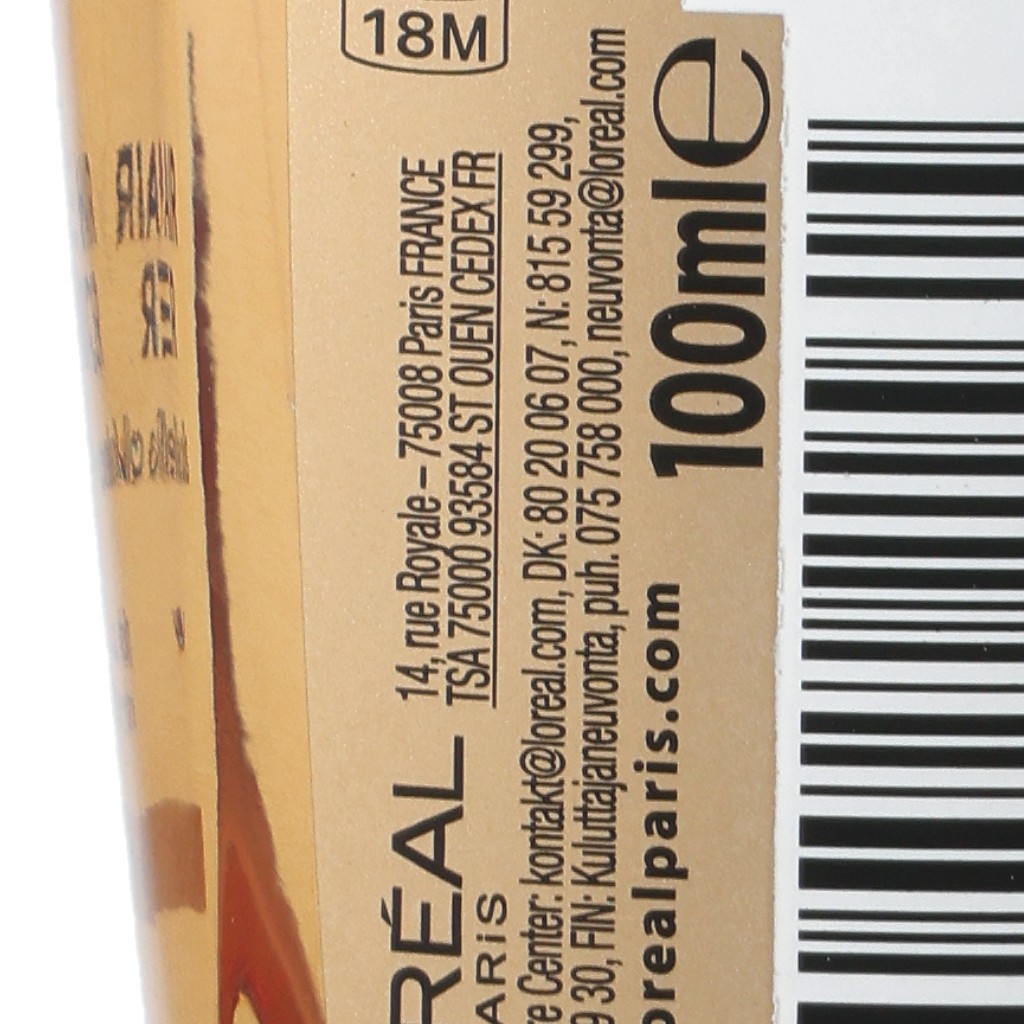 18M
RÉAL
ARiS
14, rue Royale – 75008 Paris FRANCE
TSA 75000 93584 ST OUEN CEDEX FR
re Center: kontakt@loreal.com, DK: 80 20 06 07, N: 815 59 299,
9 30, FIN: Kuluttajaneuvonta, puh. 075 758 000, neuvonta@loreal.com
orealparis.com 100ml e